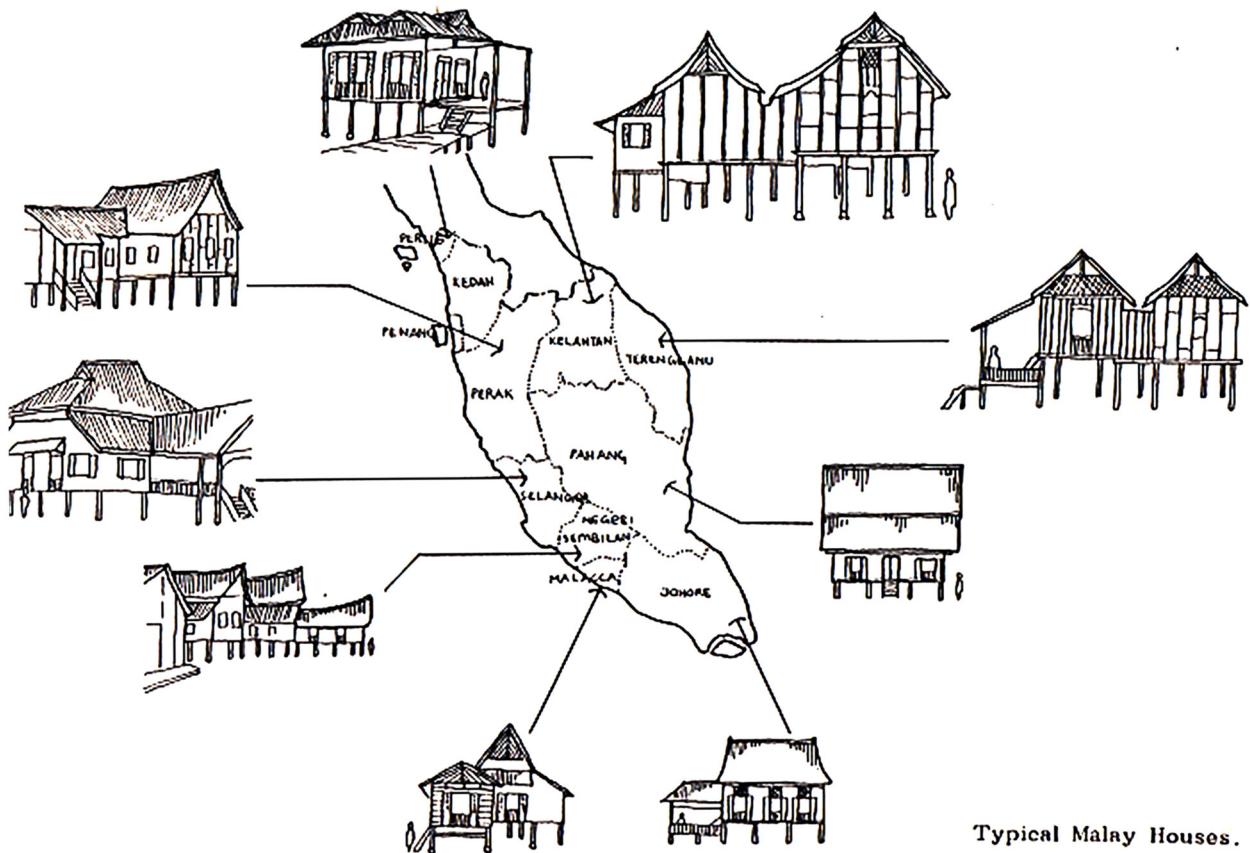 PERLIS
KEDAH
PENANG
KELANTAN
TERENGGANU
PERAK
PAHANG
SELANGOR
NEGERI
SEMBILAN
MALACCA
JOHORE
Typical Malay Houses.